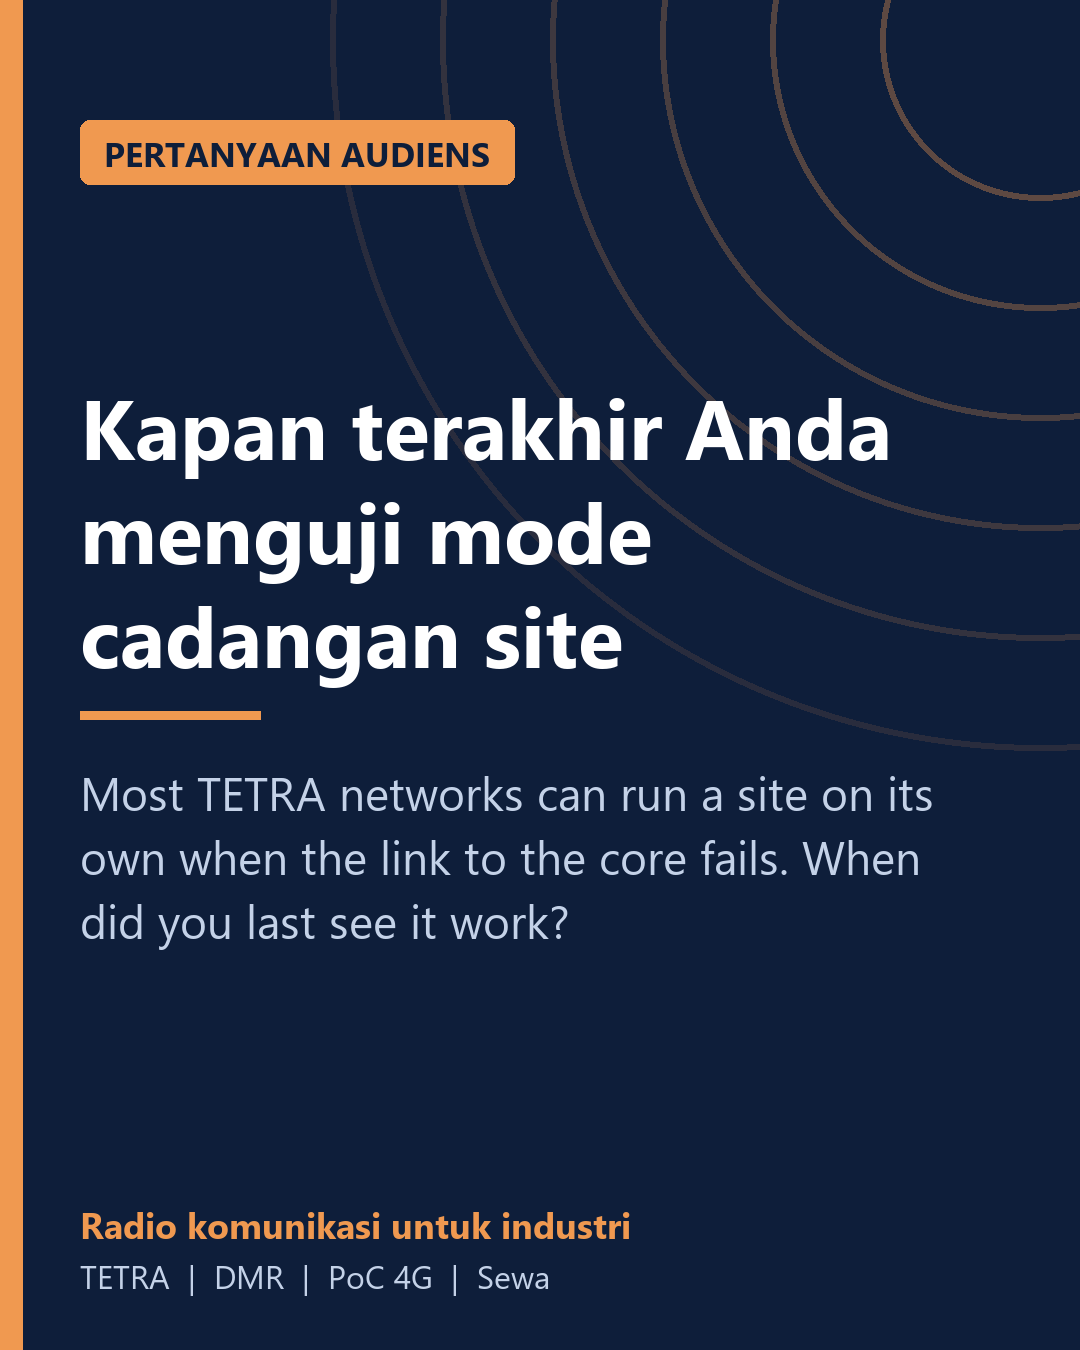 PERTANYAAN AUDIENS
Kapan terakhir Anda
menguji mode
cadangan site
Most TETRA networks can run a site on its
own when the link to the core fails. When
did you last see it work?
Radio komunikasi untuk industri
TETRA | DMR | PoC 4G | Sewa